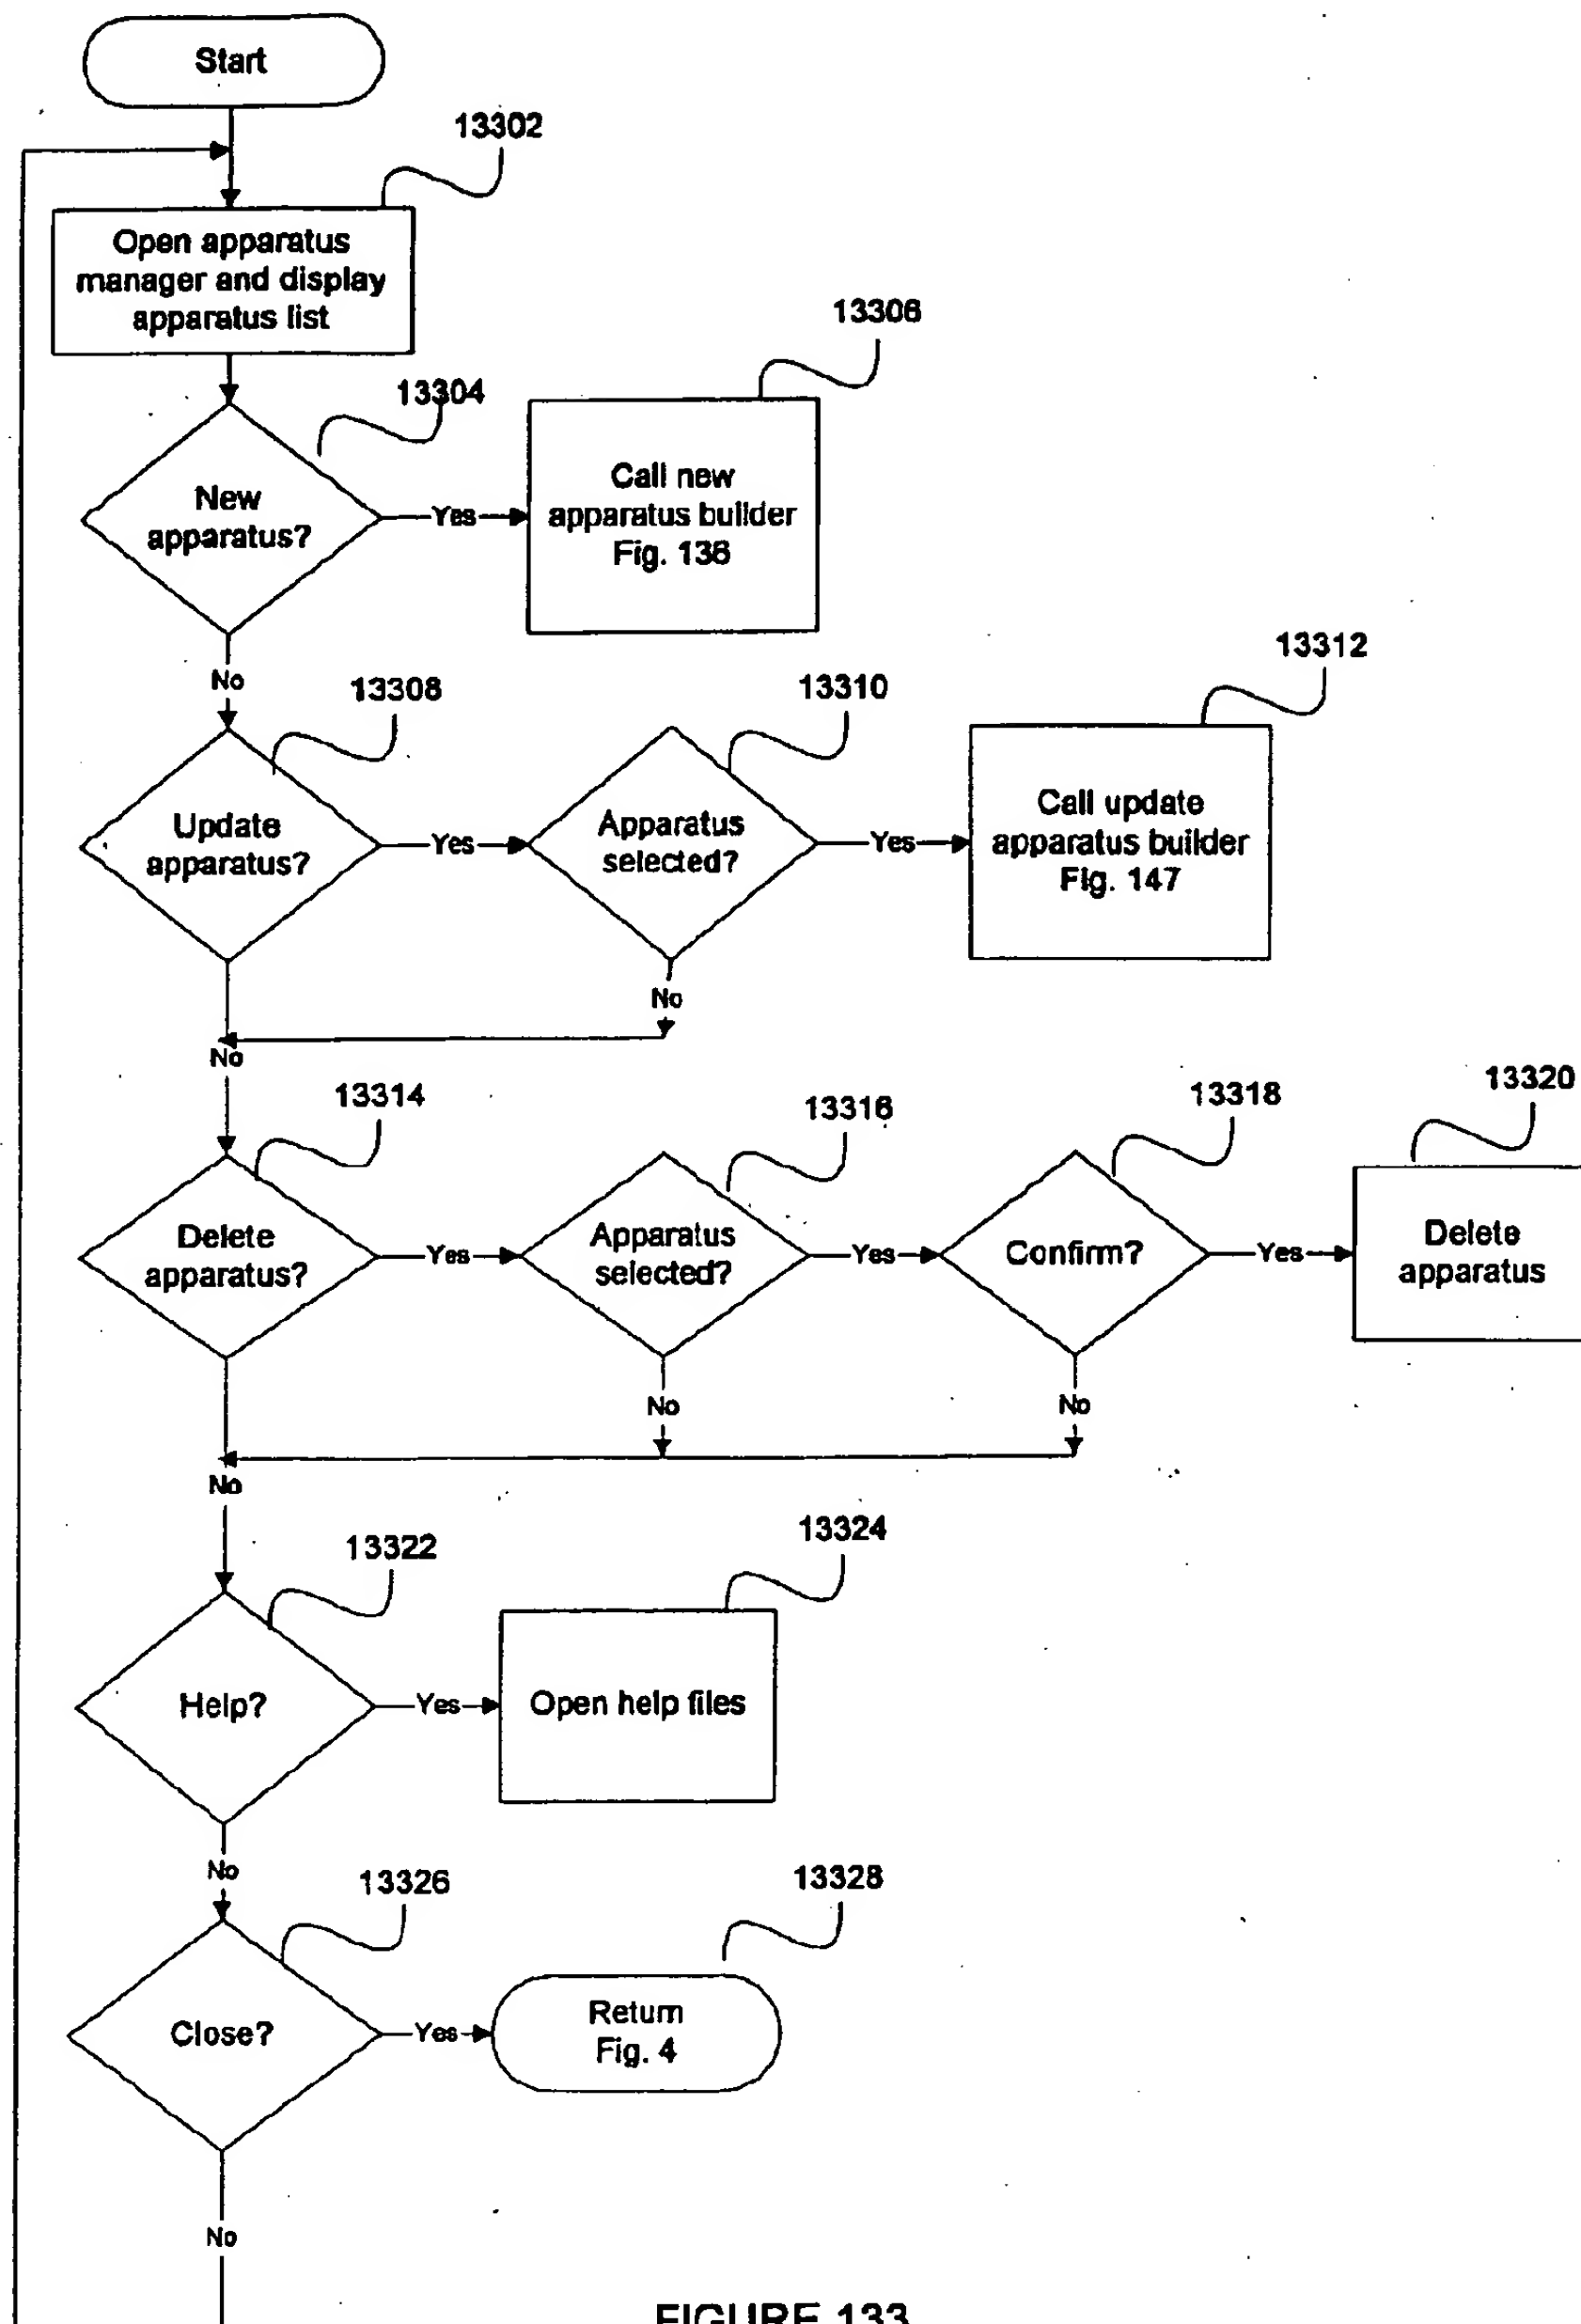 Start
13302
Open apparatus
manager and display
apparatus list
13306
13304
New
apparatus?
Yes
Call new
apparatus builder
Fig. 136
No
13308
13310
13312
Update
apparatus?
Yes
Apparatus
selected?
Yes
Call update
apparatus builder
Fig. 147
No
No
13314
13316
13318
13320
Delete
apparatus?
Yes
Apparatus
selected?
Yes
Confirm?
Yes
Delete
apparatus
No
No
No
13322
13324
Help?
Yes
Open help files
No
13326
13328
Close?
Yes
Return
Fig. 4
No
FIGURE 133